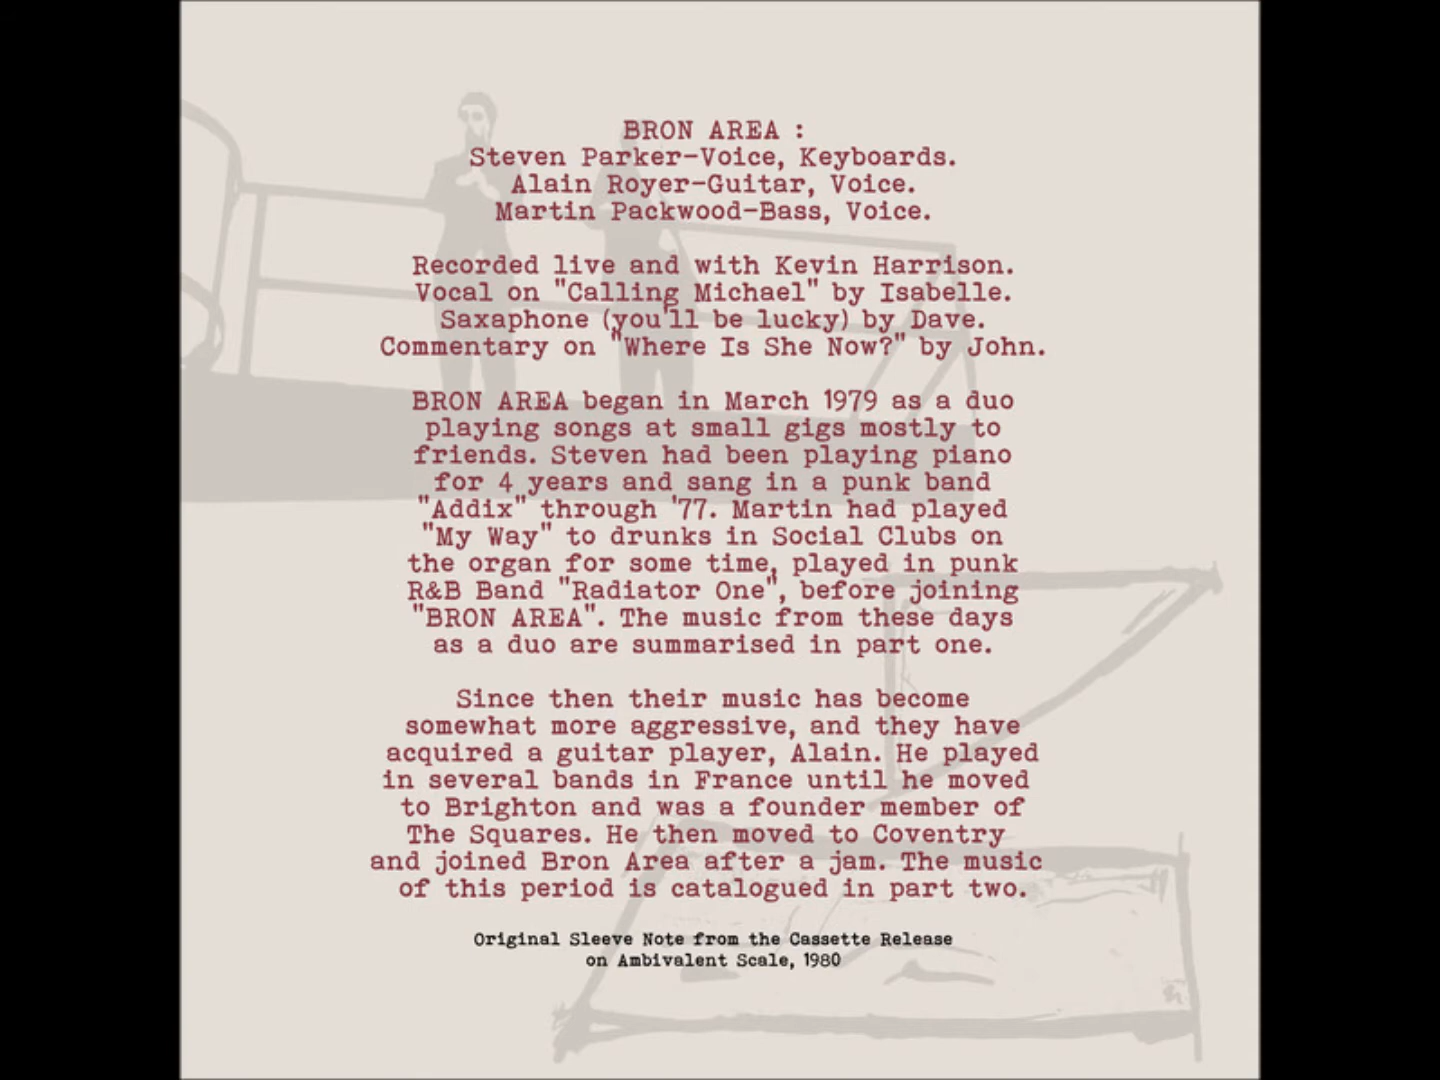 BRON AREA :
Steven Parker-Voice, Keyboards.
Alain Royer-Guitar, Voice.
Martin Packwood-Bass, Voice.
Recorded live and with Kevin Harrison.
Vocal on "Calling Michael" by Isabelle.
Saxaphone (you'll be lucky) by Dave.
Commentary on "Where Is She Now?" by John.
BRON AREA began in March 1979 as a duo
playing songs at small gigs mostly to
friends. Steven had been playing piano
for 4 years and sang in a punk band
"Addix" through '77. Martin had played
"My Way" to drunks in Social Clubs on
the organ for some time, played in punk
R&B Band "Radiator One", before joining
"BRON AREA". The music from these days
as a duo are summarised in part one.
Since then their music has become
somewhat more aggressive, and they have
acquired a guitar player, Alain. He played
in several bands in France until he moved
to Brighton and was a founder member of
The Squares. He then moved to Coventry
and joined Bron Area after a jam. The music
of this period is catalogued in part two.
Original Sleeve Note from the Cassette Release
on Ambivalent Scale, 1980